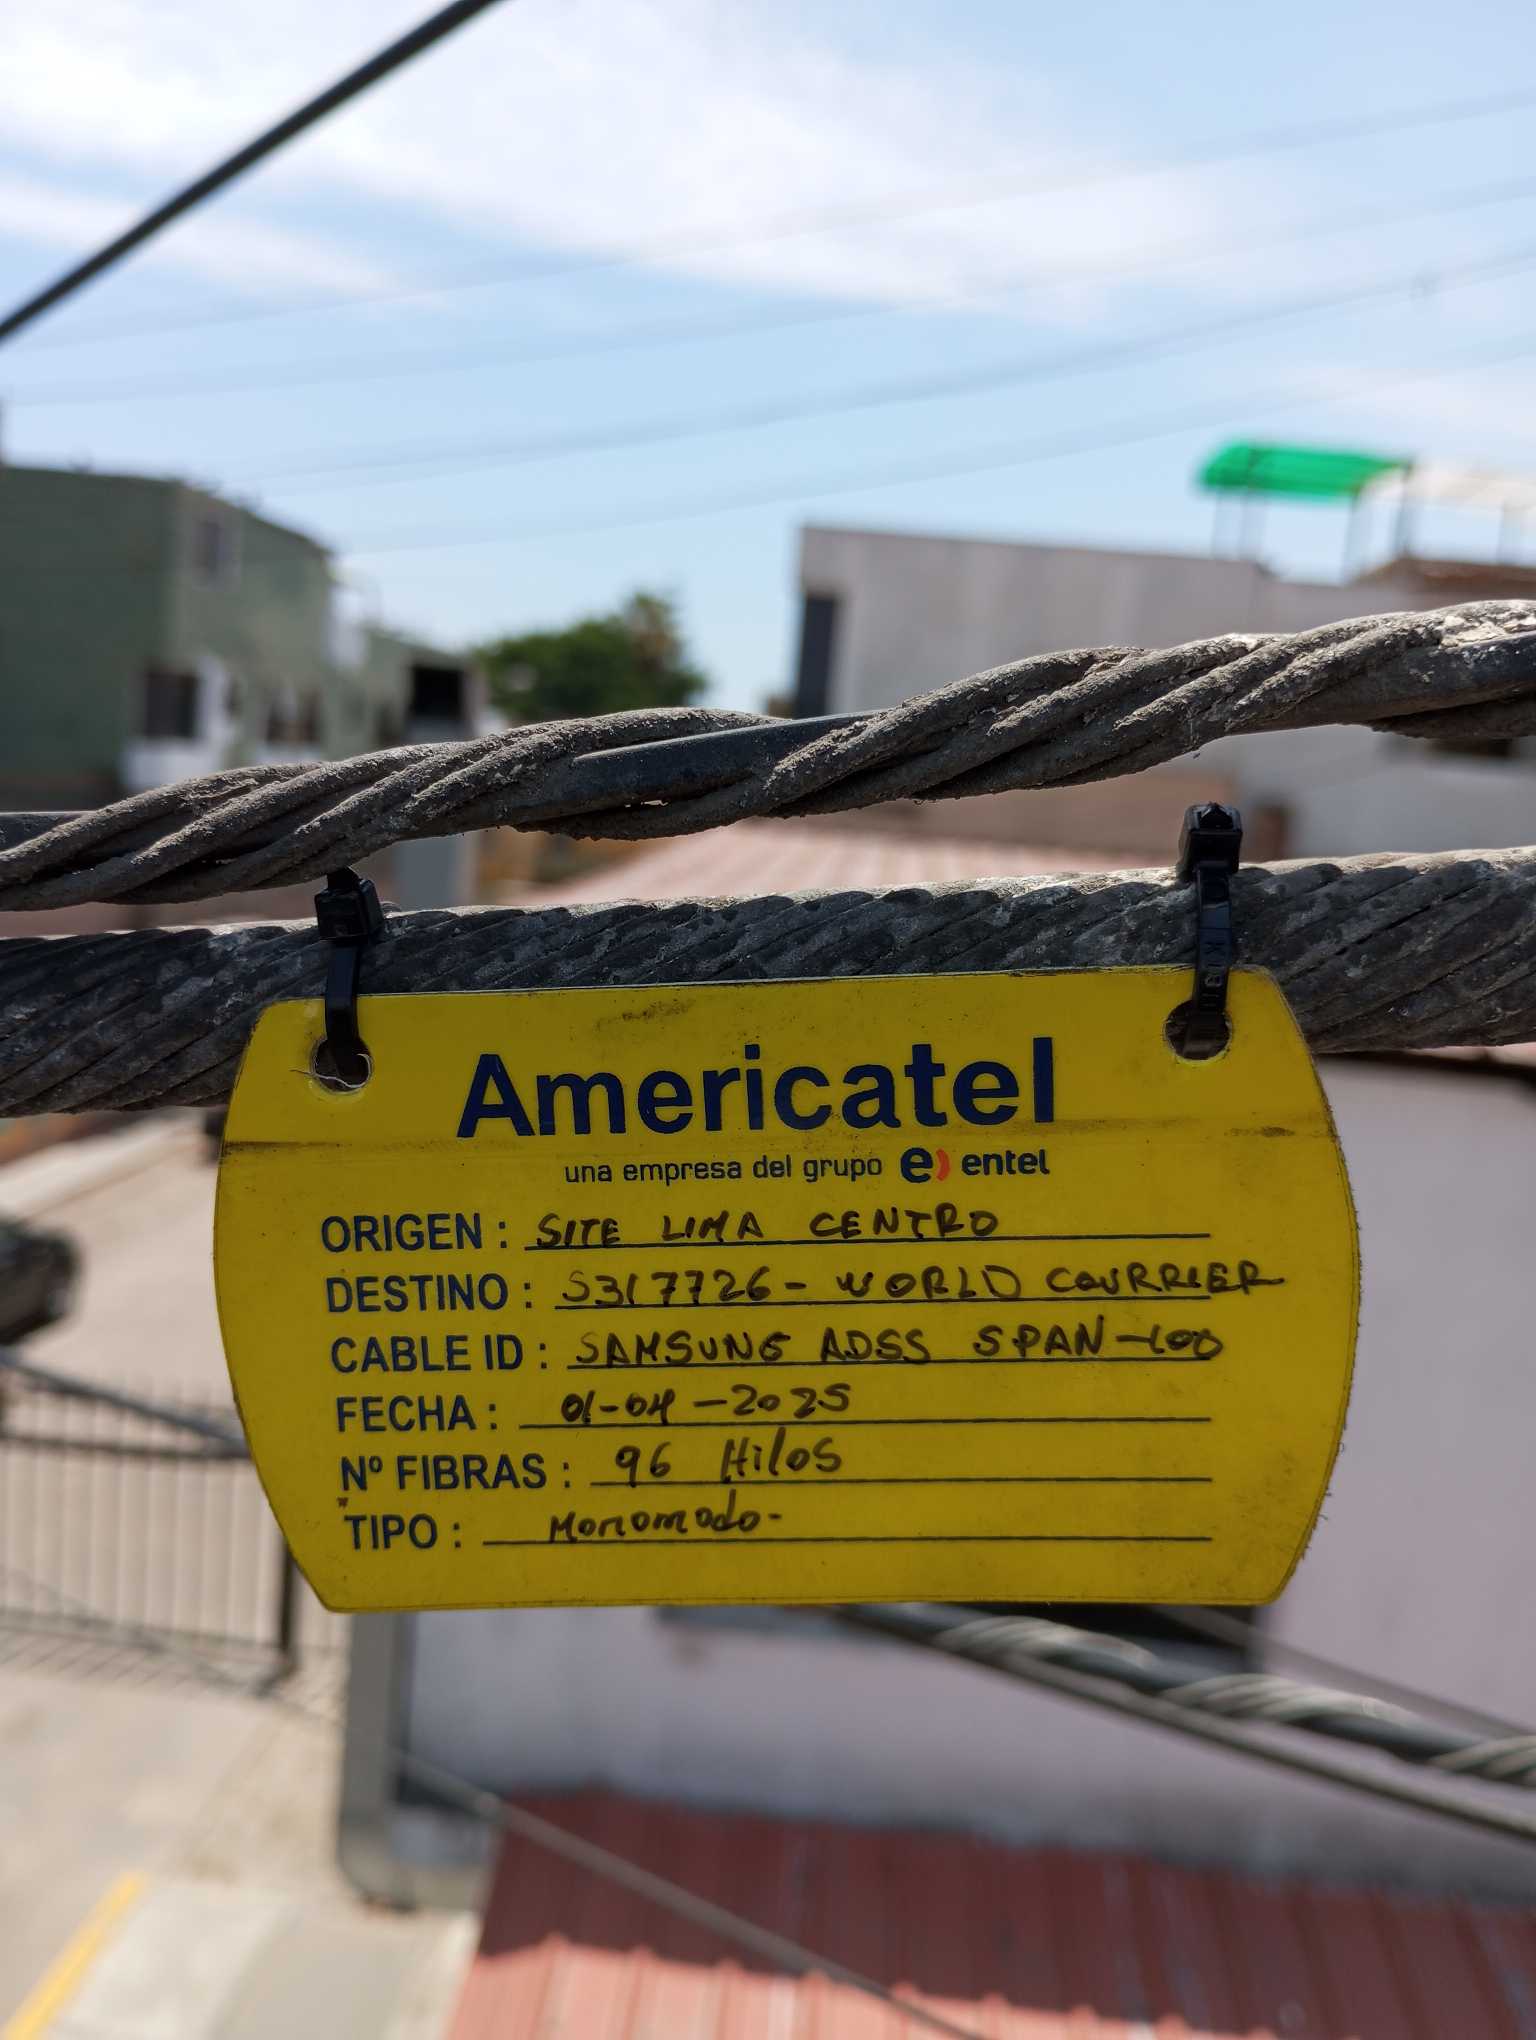 Americatel
una empresa del grupo e) entel
ORIGEN : SITE LIMA CENTRO
DESTINO : S317726- WORLD COURRIER
CABLE ID : SAMSUNG ADSS SPAN-100
FECHA : 01-04-2025
Nº FIBRAS : 96 Hilos
TIPO : Monomodo-